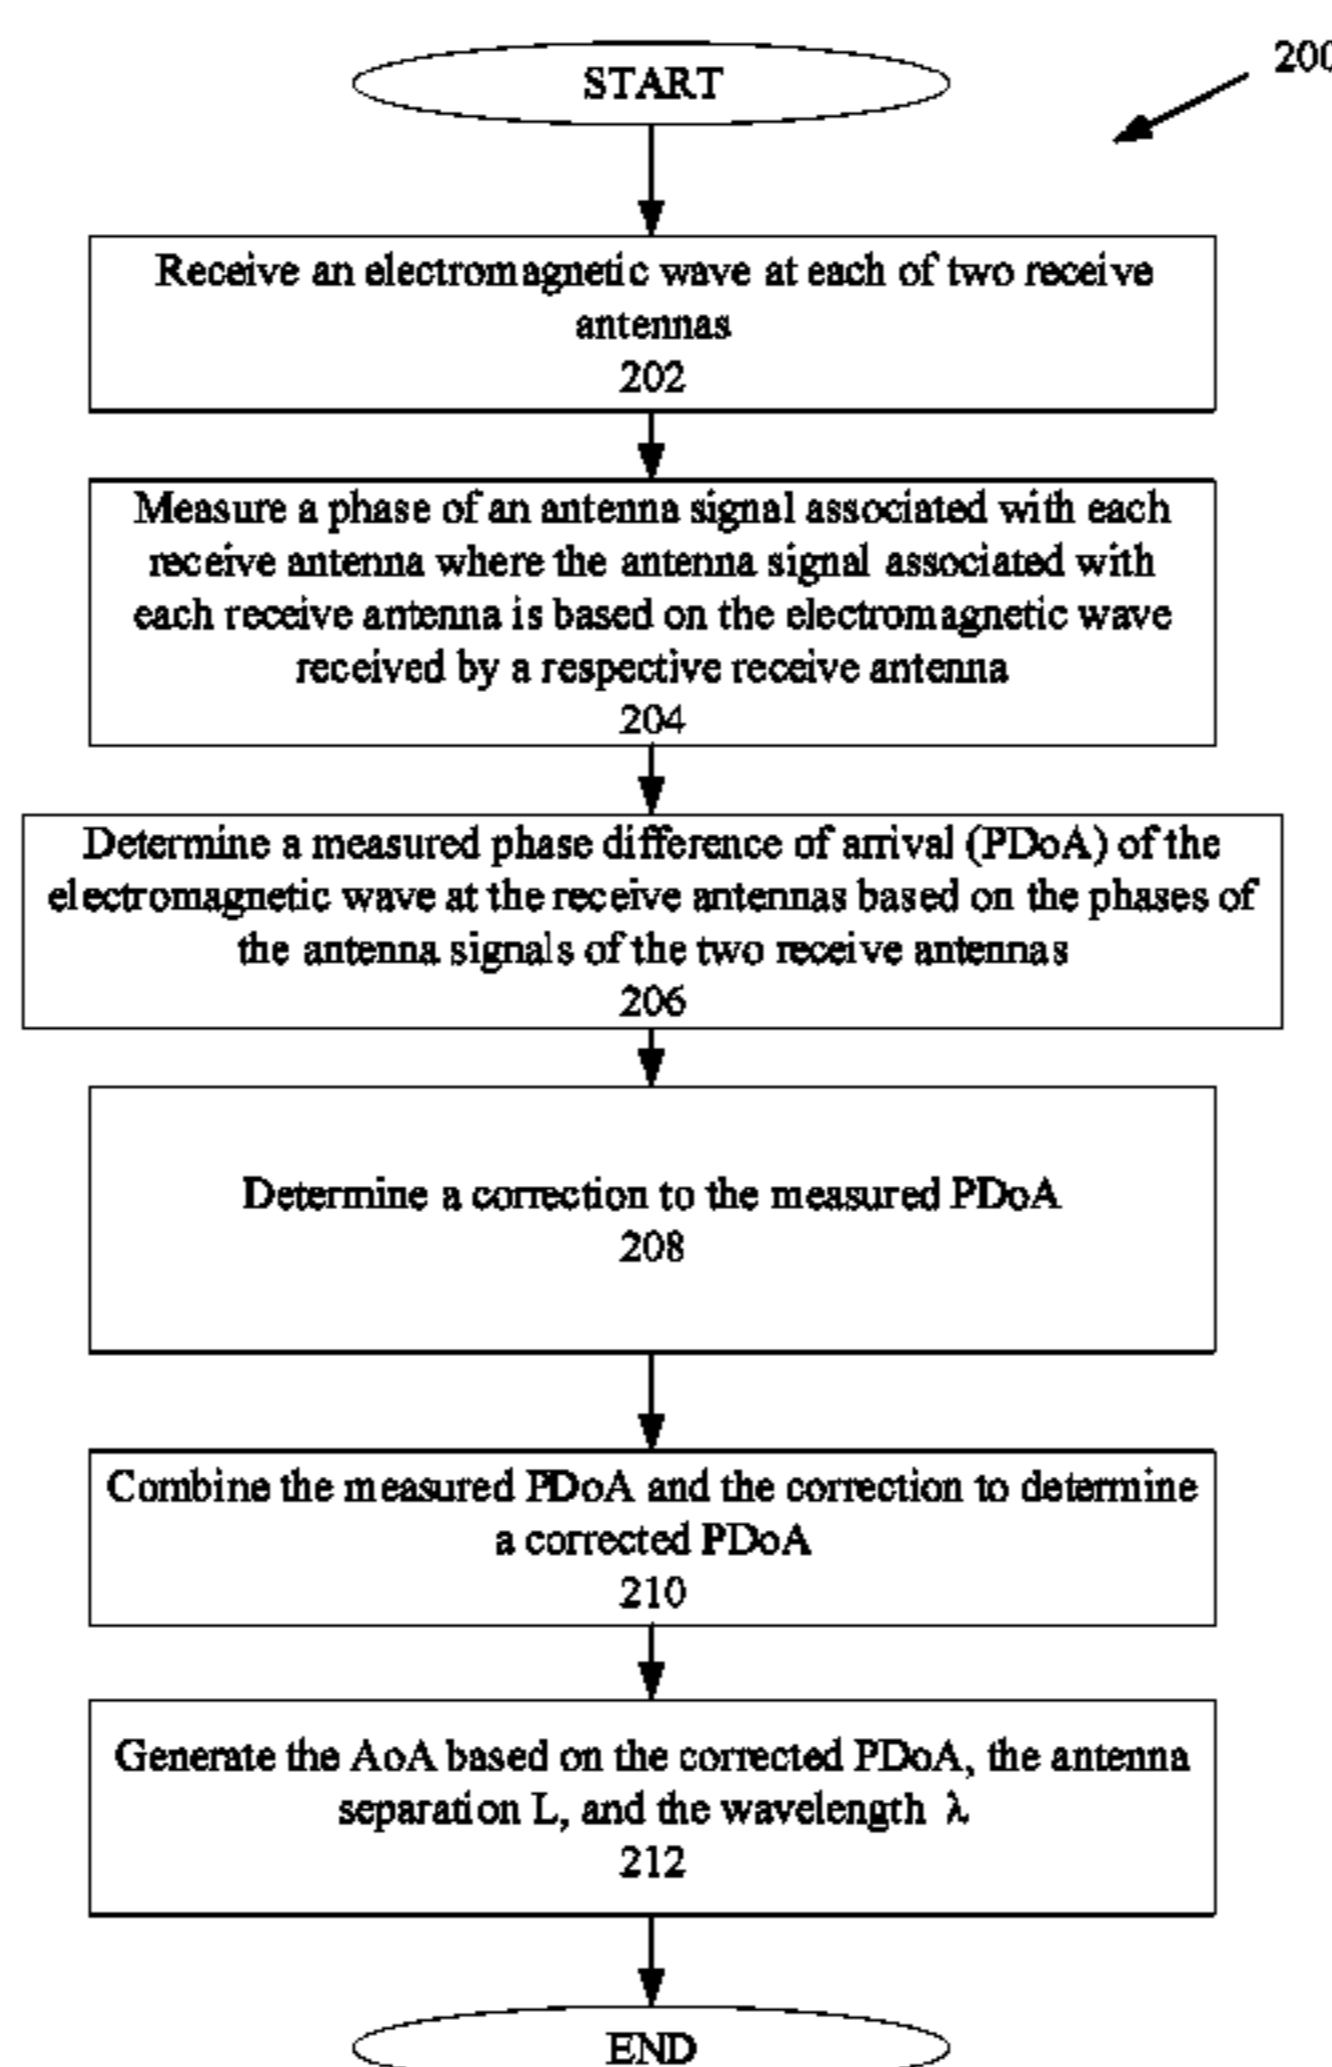 START
200
Receive an electromagnetic wave at each of two receive
antennas
202
Measure a phase of an antenna signal associated with each
receive antenna where the antenna signal associated with
each receive antenna is based on the electromagnetic wave
received by a respective receive antenna
204
Determine a measured phase difference of arrival (PDoA) of the
electromagnetic wave at the receive antennas based on the phases of
the antenna signals of the two receive antennas
206
Determine a correction to the measured PDoA
208
Combine the measured PDoA and the correction to determine
a corrected PDoA
210
Generate the AoA based on the corrected PDoA, the antenna
separation L, and the wavelength λ
212
END